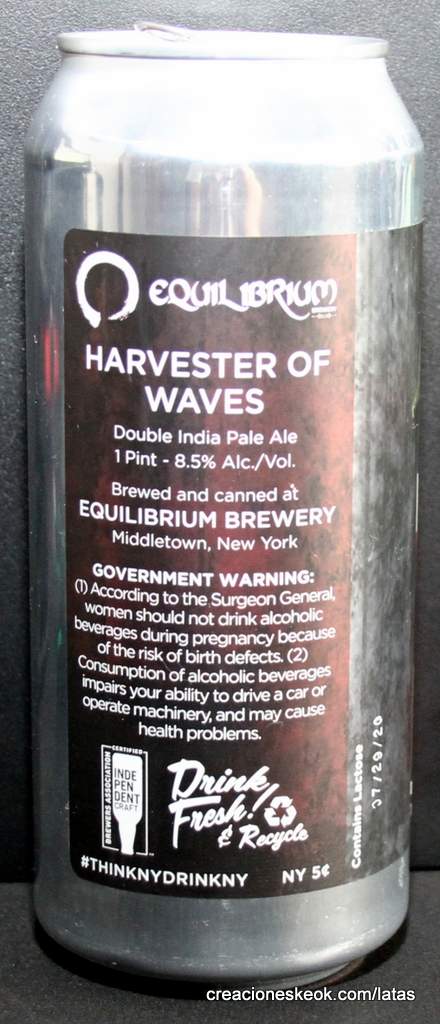 EQUILIBRIUM
BREWERY
HARVESTER OF
WAVES
Double India Pale Ale
1 Pint - 8.5% Alc./Vol.
Brewed and canned at
EQUILIBRIUM BREWERY
Middletown, New York
GOVERNMENT WARNING:
(1) According to the Surgeon General,
women should not drink alcoholic
beverages during pregnancy because
of the risk of birth defects. (2)
Consumption of alcoholic beverages
impairs your ability to drive a car or
operate machinery, and may cause
health problems.
BREWERS ASSOCIATION
CERTIFIED
INDE
PEN
DENT
CRAFT
Drink
Fresh!
& Recycle
#THINKNYDRINKNY NY 5¢
Contains Lactose
07/29/20
creacioneskeok.com/latas